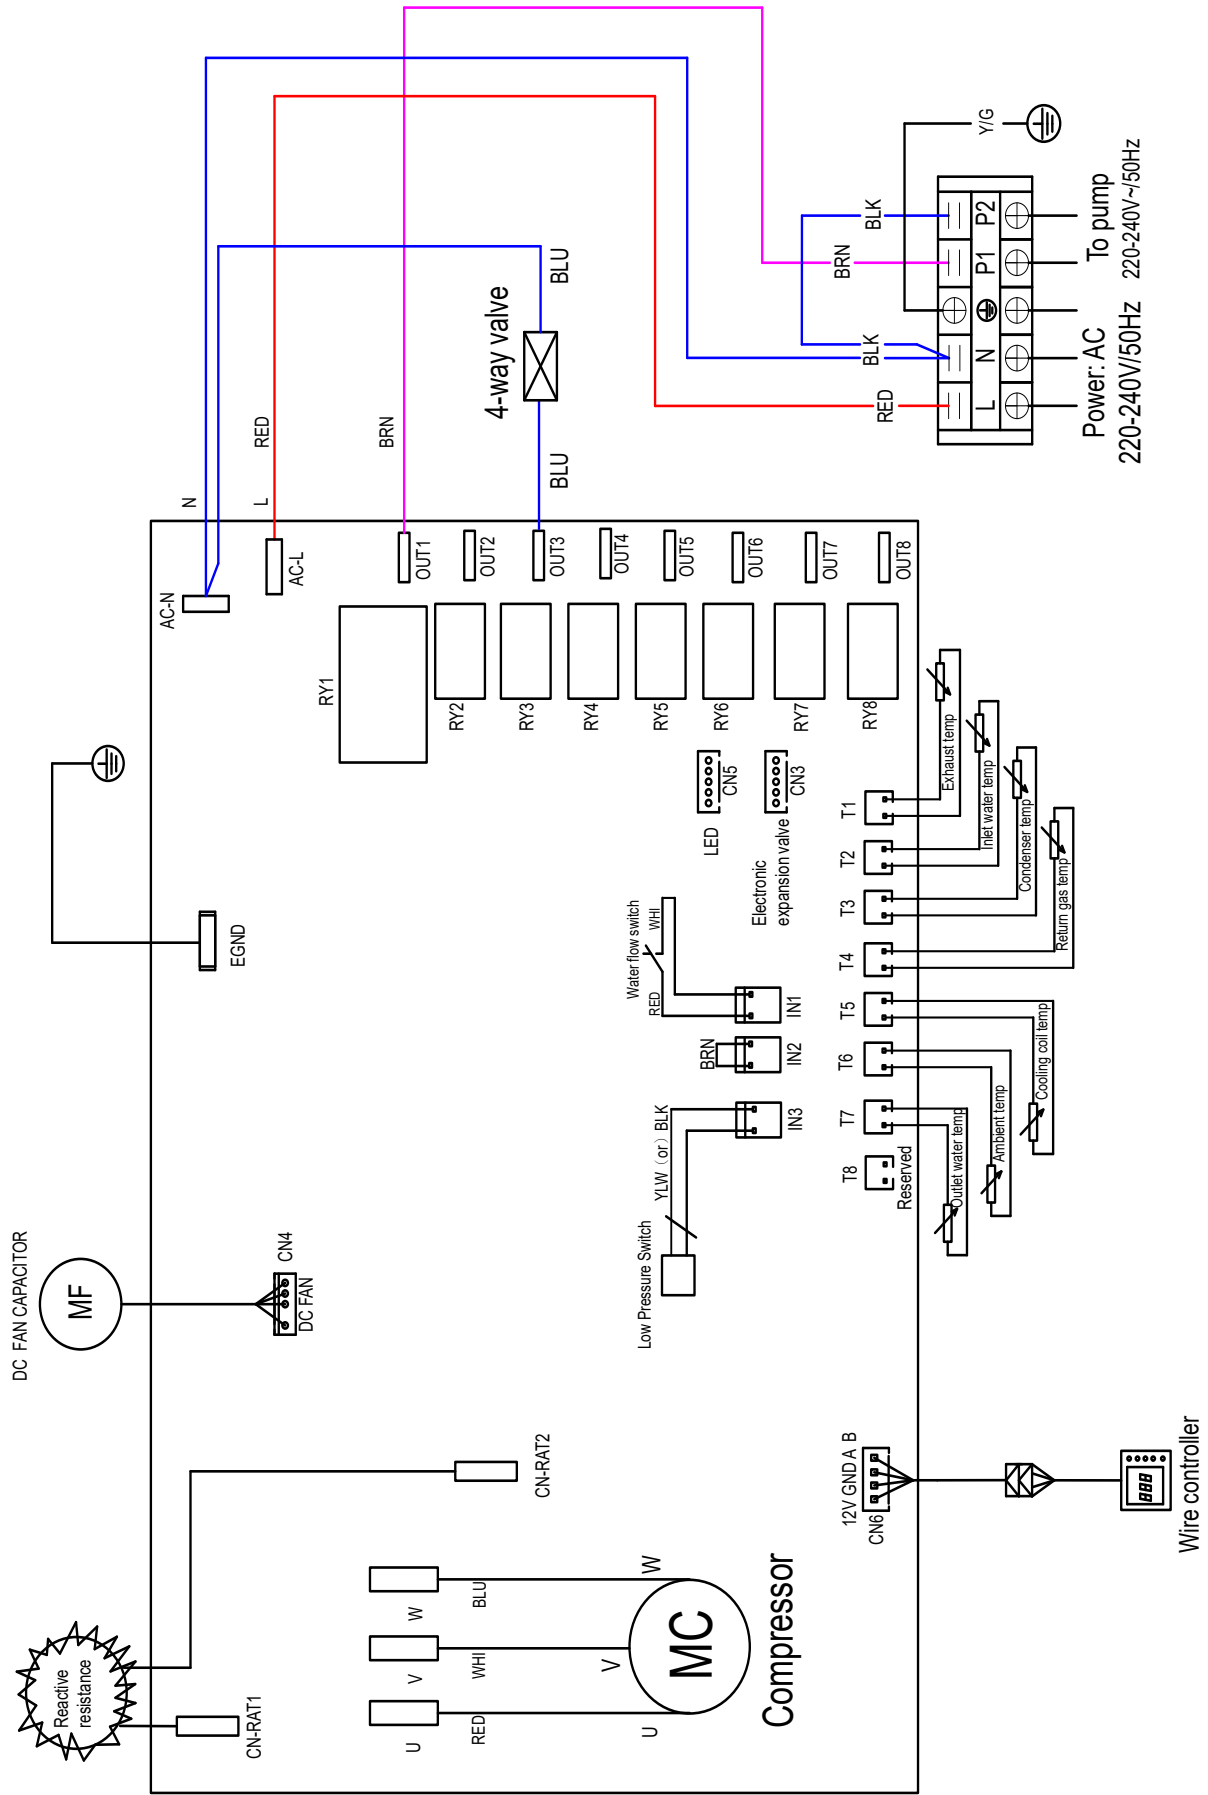 DC FAN CAPACITOR
MF
CN4
DC FAN
Reactive
resistance
CN-RAT1
CN-RAT2
EGND
N
L
AC-N
AC-L
RED
BRN
4-way valve
BLU
BLU
RY1
RY2
RY3
RY4
RY5
RY6
RY7
RY8
OUT1
OUT2
OUT3
OUT4
OUT5
OUT6
OUT7
OUT8
U
V
W
RED
WHI
BLU
U
V
W
MC
Compressor
LED
CN5
Electronic
expansion valve
CN3
Water flow switch
RED
WHI
IN1
BRN
IN2
YLW（or）BLK
Low Pressure Switch
IN3
T1
T2
T3
T4
T5
T6
T7
T8
Reserved
Exhaust temp
Inlet water temp
Condenser temp
Return gas temp
Cooling coil temp
Ambient temp
Outlet water temp
12V GND A B
CN6
888
Wire controller
RED
BLK
BRN
BLK
Y/G
L
N
P1
P2
Power: AC
220-240V/50Hz
To pump
220-240V~/50Hz